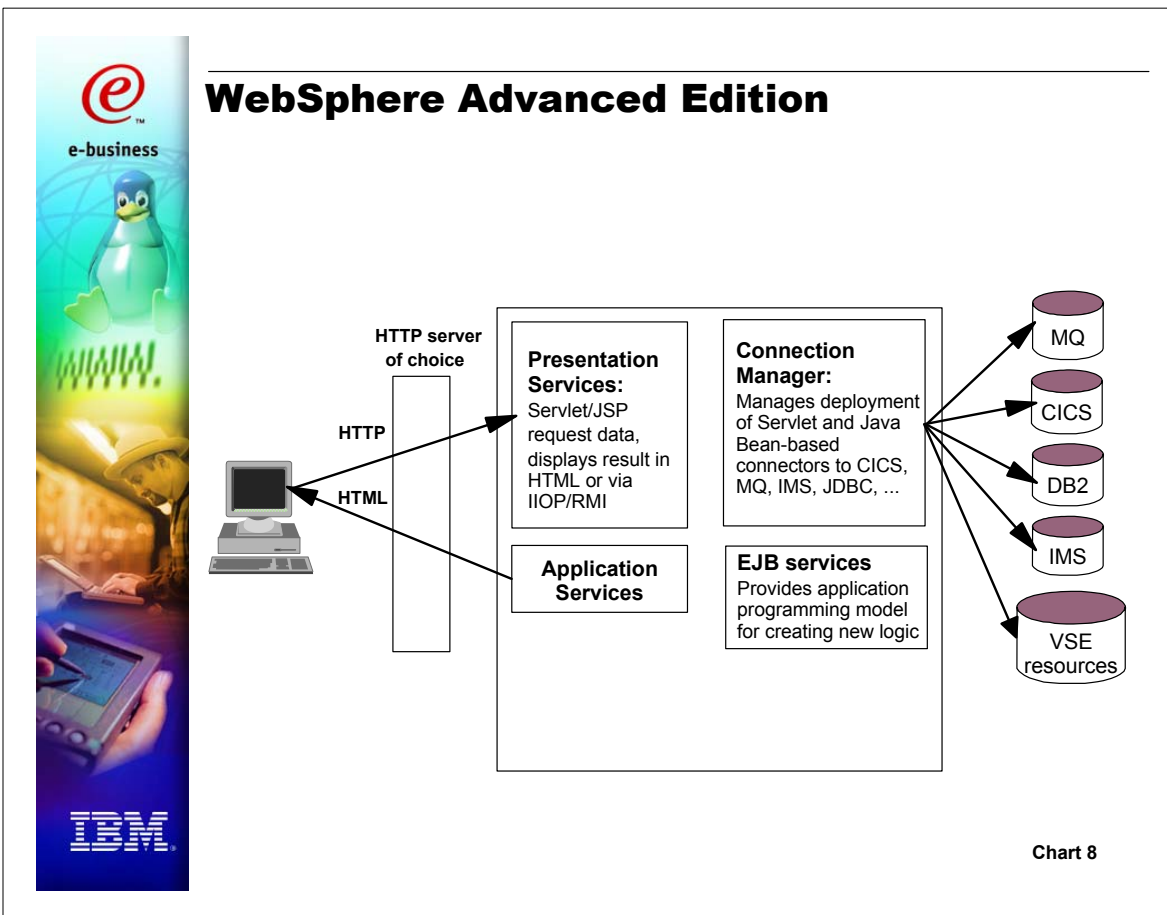 e
TM
e-business
WWW.
IBM.
WebSphere Advanced Edition
HTTP server
of choice
HTTP
HTML
Presentation
Services:
Servlet/JSP
request data,
displays result in
HTML or via
IIOP/RMI
Application
Services
Connection
Manager:
Manages deployment
of Servlet and Java
Bean-based
connectors to CICS,
MQ, IMS, JDBC, ...
EJB services
Provides application
programming model
for creating new logic
MQ
CICS
DB2
IMS
VSE
resources
Chart 8